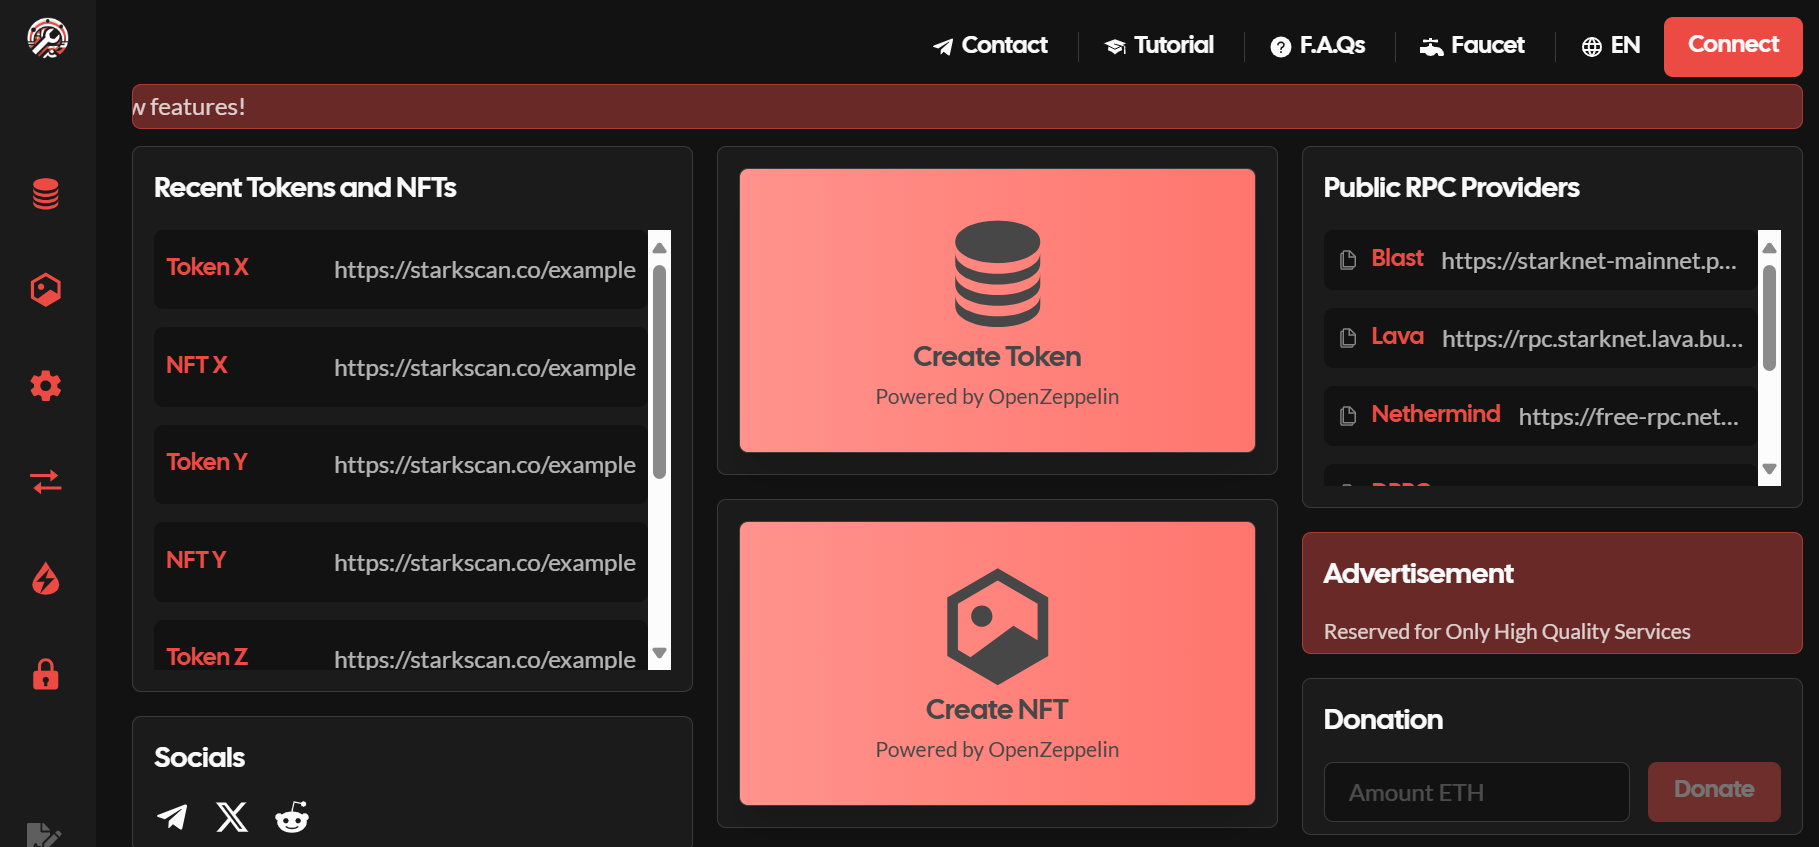 Contact
Tutorial
F.A.Qs
Faucet
EN
Connect
features!
Recent Tokens and NFTs
Token X https://starkscan.co/example
NFT X https://starkscan.co/example
Token Y https://starkscan.co/example
NFT Y https://starkscan.co/example
Token Z https://starkscan.co/example
Socials
Create Token
Powered by OpenZeppelin
Create NFT
Powered by OpenZeppelin
Public RPC Providers
Blast https://starknet-mainnet.p...
Lava https://rpc.starknet.lava.bu...
Nethermind https://free-rpc.net...
Advertisement
Reserved for Only High Quality Services
Donation
Amount ETH
Donate